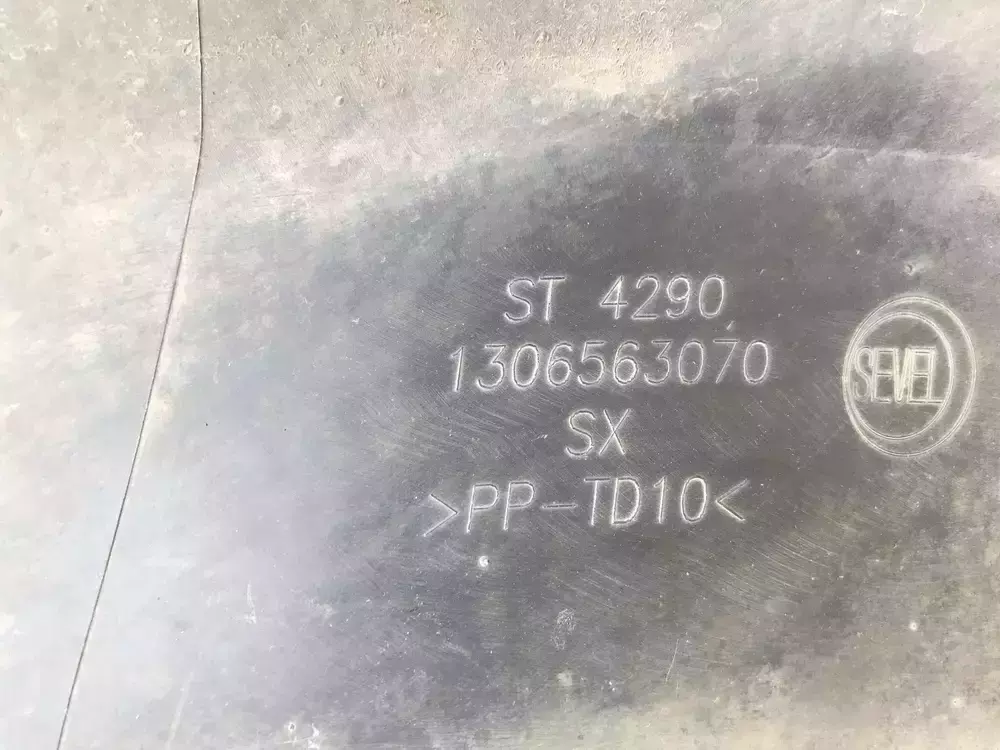 ST 4290
1306563070
SX
>PP-TD10<
SEVEL